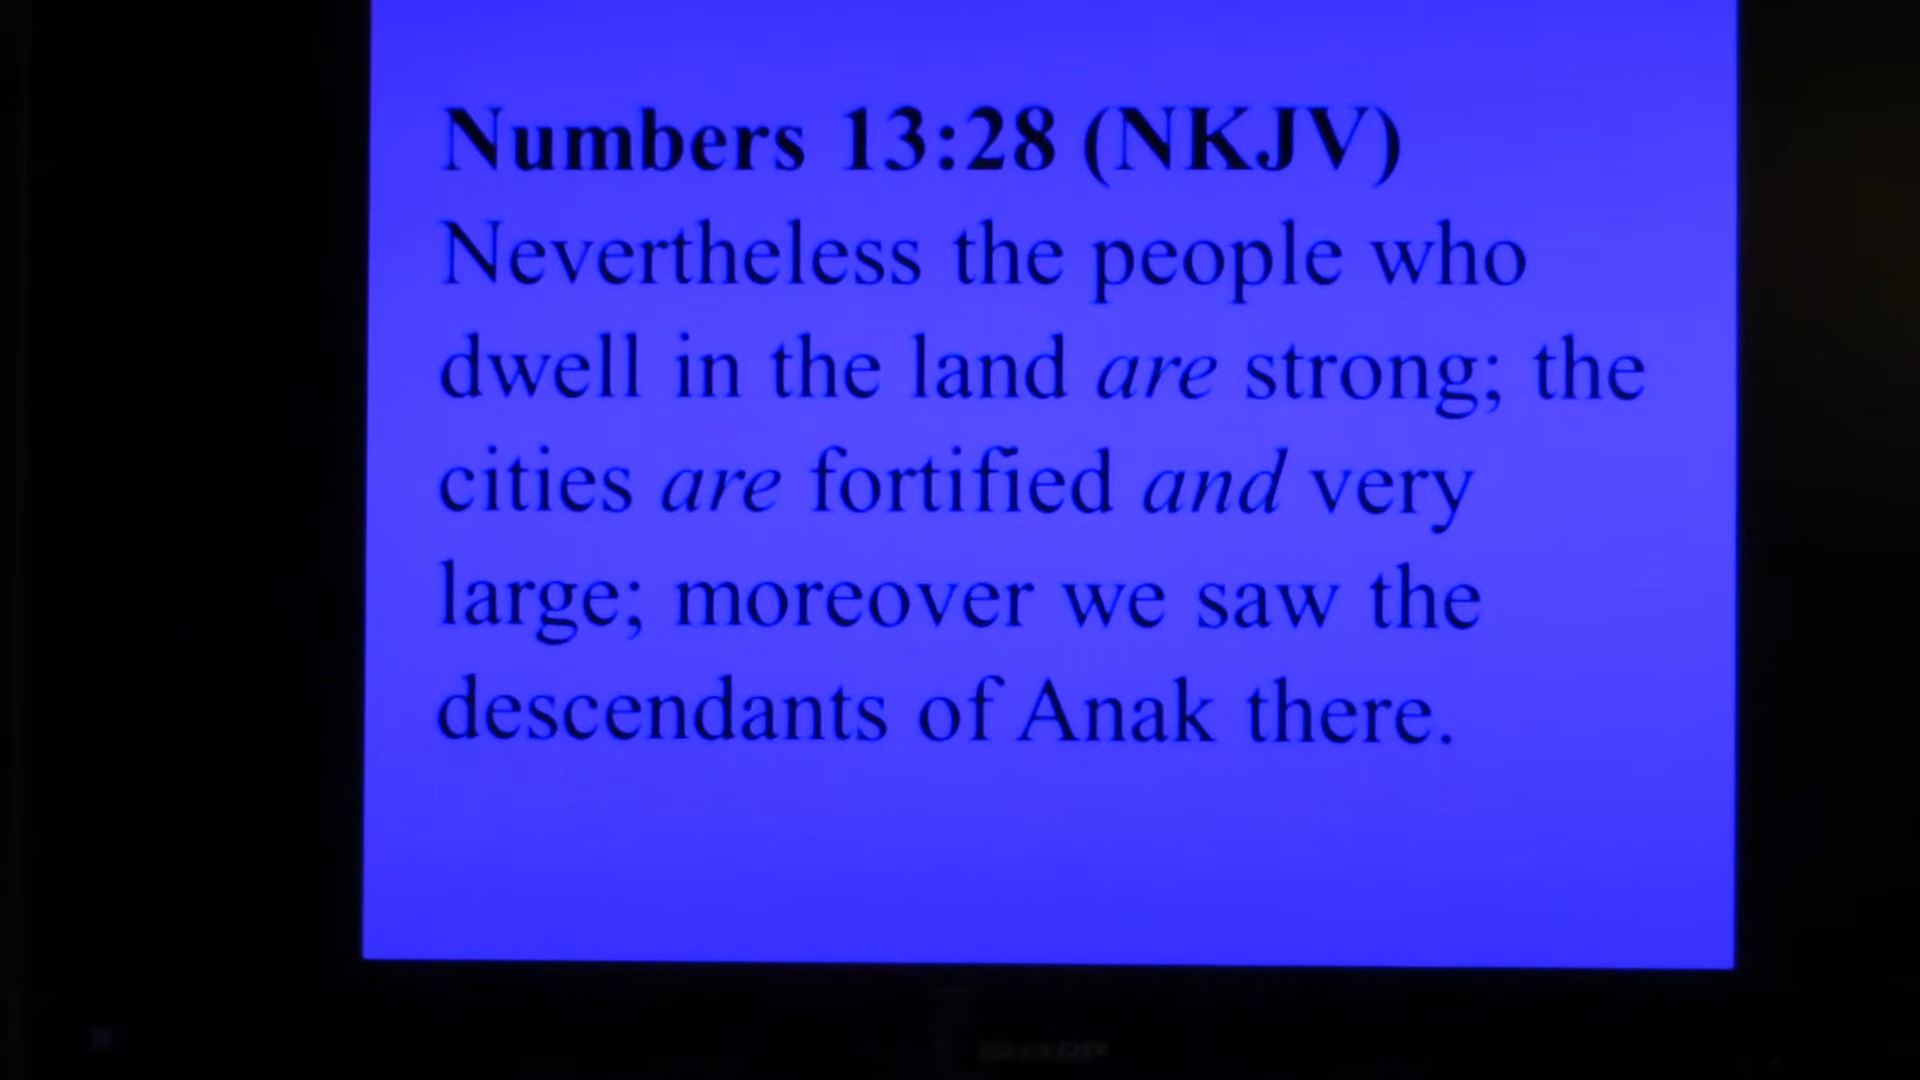 Numbers 13:28 (NKJV)
Nevertheless the people who
dwell in the land are strong; the
cities are fortified and very
large; moreover we saw the
descendants of Anak there.
SHARP